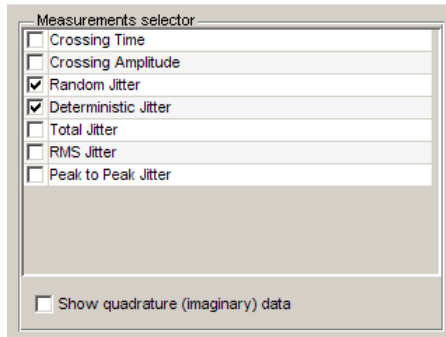 Measurements selector
Crossing Time
Crossing Amplitude
Random Jitter
Deterministic Jitter
Total Jitter
RMS Jitter
Peak to Peak Jitter
Show quadrature (imaginary) data